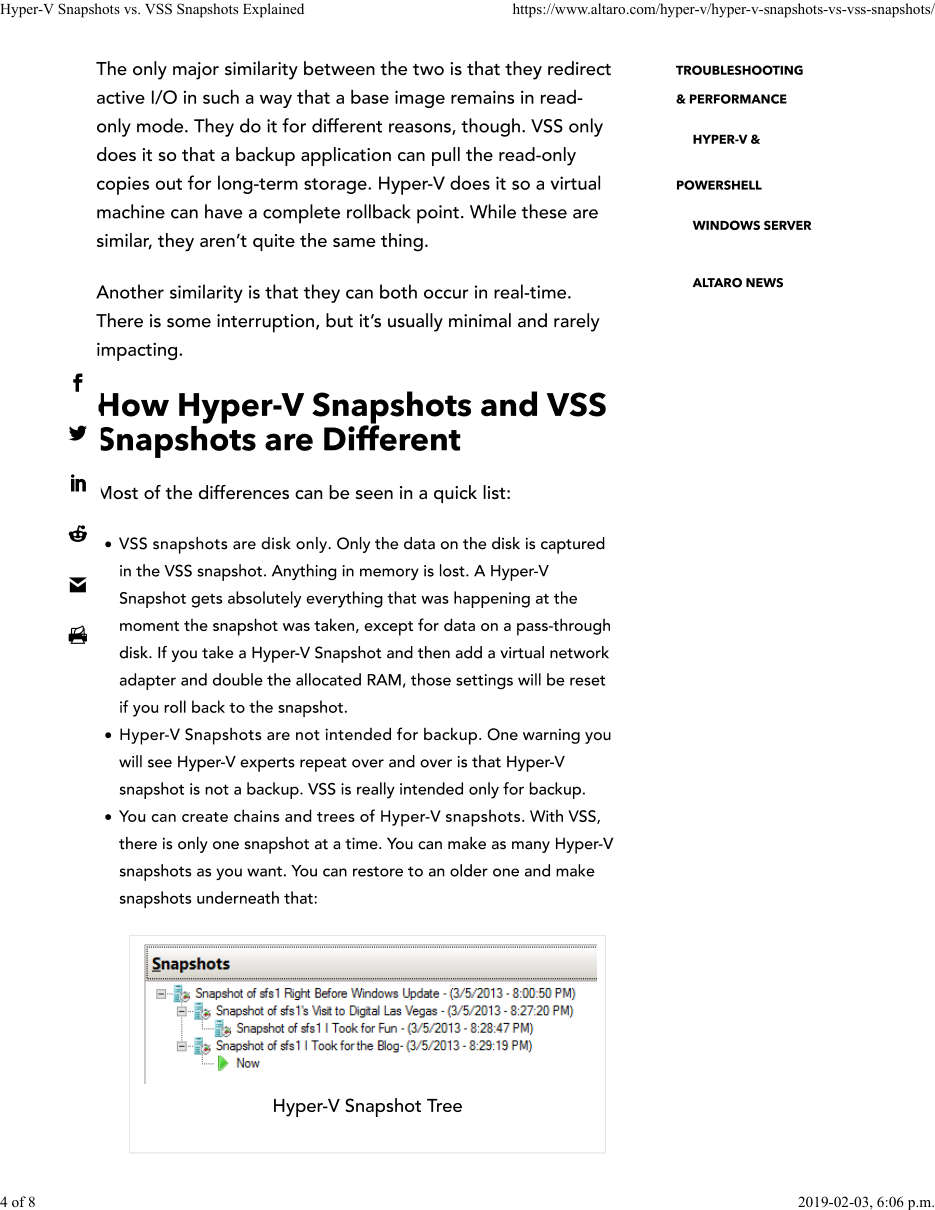 Hyper-V Snapshots vs. VSS Snapshots Explained
https://www.altaro.com/hyper-v/hyper-v-snapshots-vs-vss-snapshots/
The only major similarity between the two is that they redirect
active I/O in such a way that a base image remains in read-
only mode. They do it for different reasons, though. VSS only
does it so that a backup application can pull the read-only
copies out for long-term storage. Hyper-V does it so a virtual
machine can have a complete rollback point. While these are
similar, they aren’t quite the same thing.
Another similarity is that they can both occur in real-time.
There is some interruption, but it’s usually minimal and rarely
impacting.
How Hyper-V Snapshots and VSS
Snapshots are Different
Most of the differences can be seen in a quick list:
• VSS snapshots are disk only. Only the data on the disk is captured
in the VSS snapshot. Anything in memory is lost. A Hyper-V
Snapshot gets absolutely everything that was happening at the
moment the snapshot was taken, except for data on a pass-through
disk. If you take a Hyper-V Snapshot and then add a virtual network
adapter and double the allocated RAM, those settings will be reset
if you roll back to the snapshot.
• Hyper-V Snapshots are not intended for backup. One warning you
will see Hyper-V experts repeat over and over is that Hyper-V
snapshot is not a backup. VSS is really intended only for backup.
• You can create chains and trees of Hyper-V snapshots. With VSS,
there is only one snapshot at a time. You can make as many Hyper-V
snapshots as you want. You can restore to an older one and make
snapshots underneath that:
Snapshots
Snapshot of sfs1 Right Before Windows Update - (3/5/2013 - 8:00:50 PM)
Snapshot of sfs1's Visit to Digital Las Vegas - (3/5/2013 - 8:27:20 PM)
Snapshot of sfs1 I Took for Fun - (3/5/2013 - 8:28:47 PM)
Snapshot of sfs1 I Took for the Blog- (3/5/2013 - 8:29:19 PM)
Now
Hyper-V Snapshot Tree
TROUBLESHOOTING
& PERFORMANCE
HYPER-V &
POWERSHELL
WINDOWS SERVER
ALTARO NEWS
4 of 8
2019-02-03, 6:06 p.m.